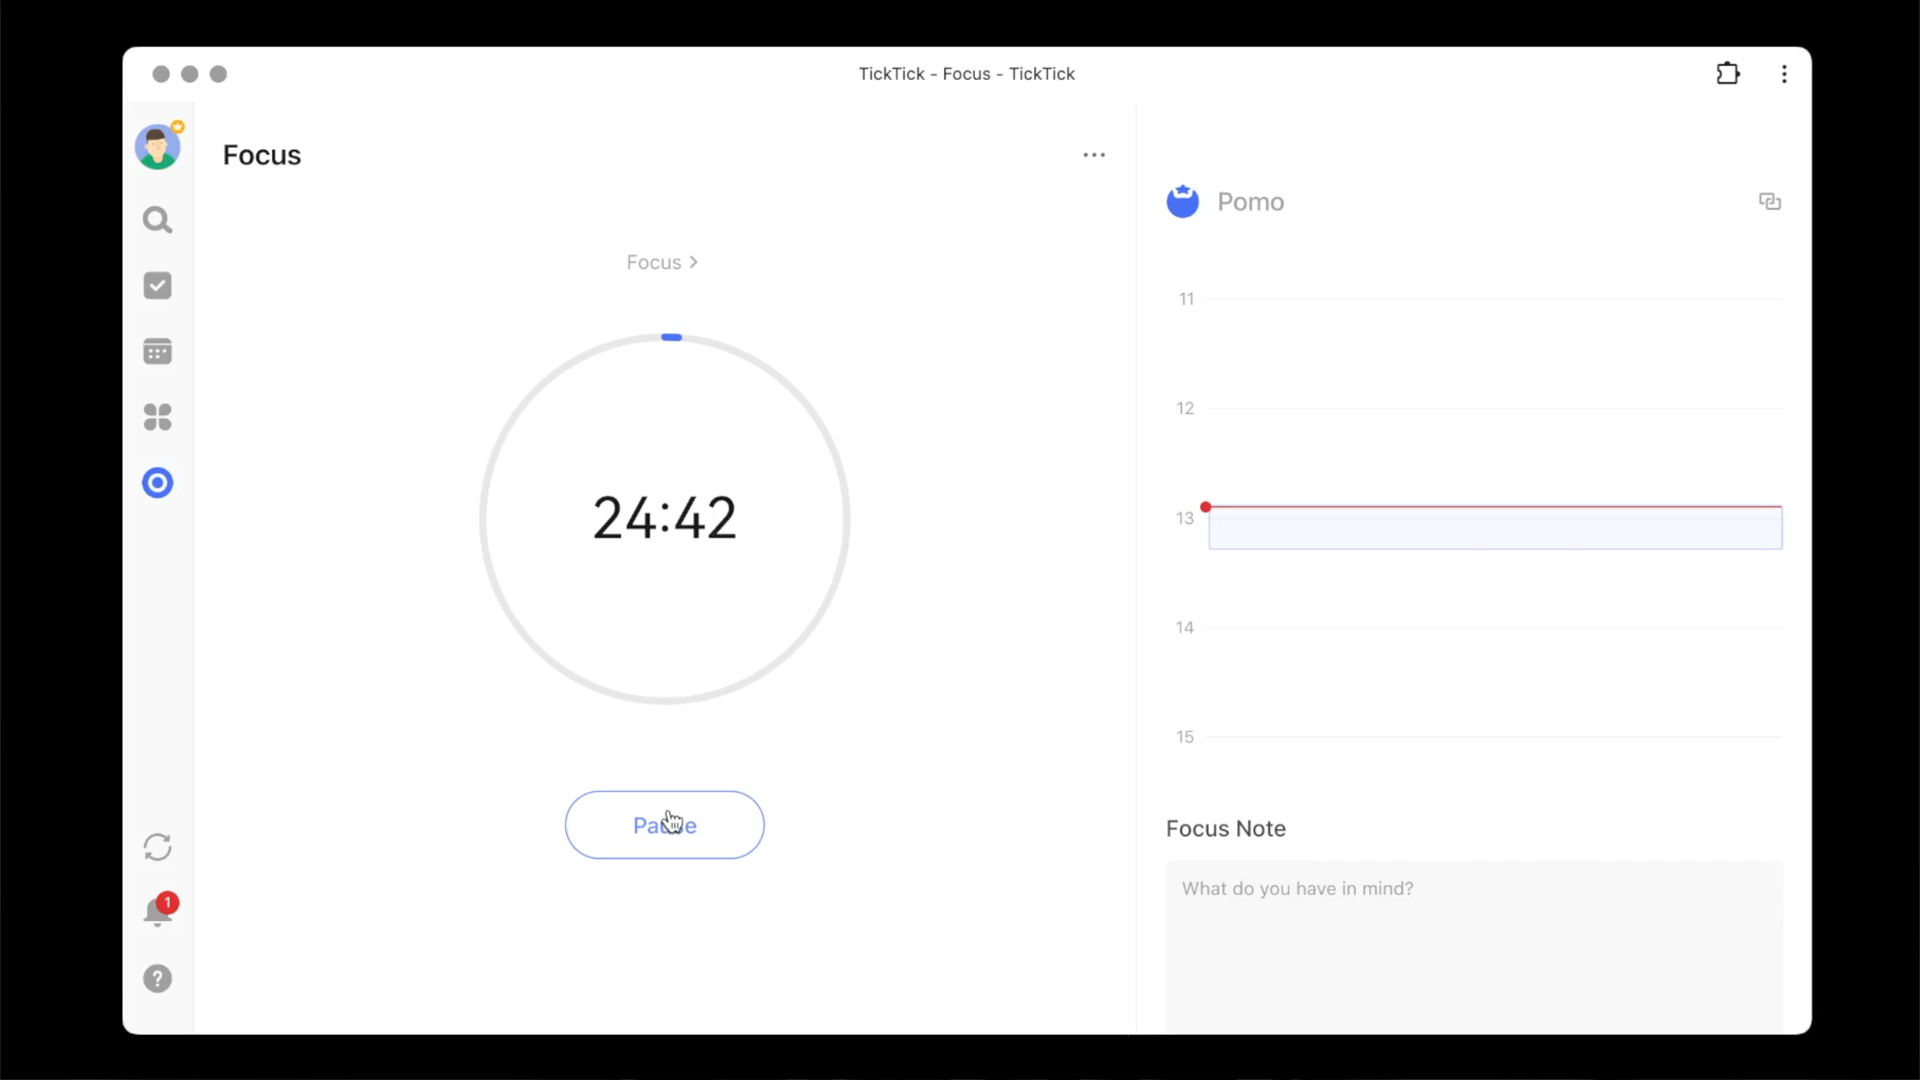 TickTick - Focus - TickTick
Focus
Focus
24:42
Pause
1
?
Pomo
11
12
13
14
15
Focus Note
What do you have in mind?